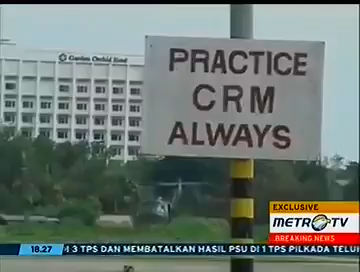 Garden Orchid Hotel
PRACTICE
CRM
ALWAYS
EXCLUSIVE
METRO TV
BREAKING NEWS
18.27
3 TPS DAN MEMBATALKAN HASIL PSU DI 1 TPS PILKADA TELUK